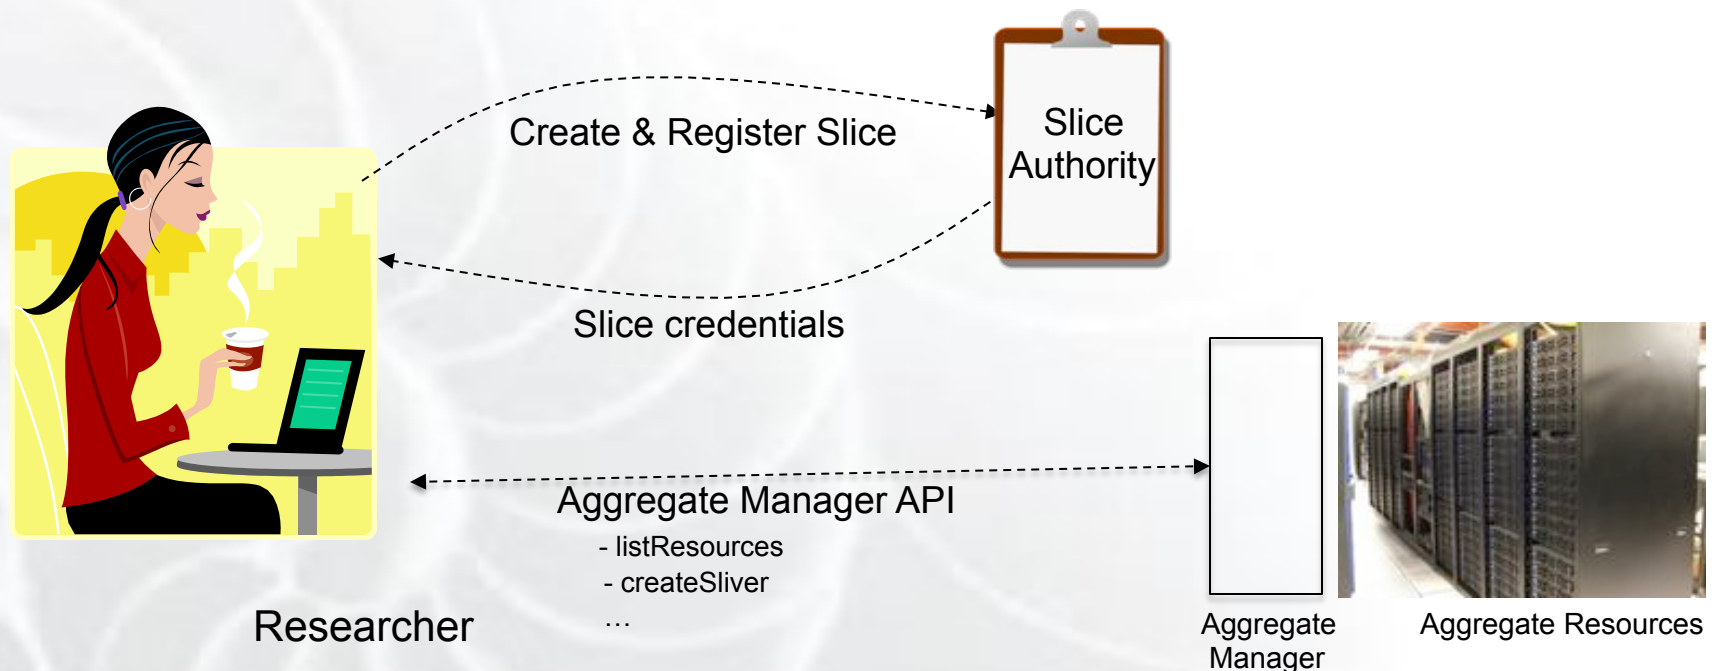 Create & Register Slice
Slice
Authority
Slice credentials
Aggregate Manager API
- listResources
- createSliver
...
Researcher
Aggregate
Manager
Aggregate Resources